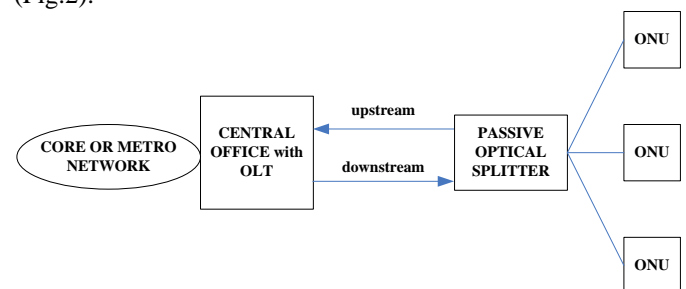 (Fig.2).
ONU
upstream
CENTRAL
OFFICE with
OLT
PASSIVE
OPTICAL
SPLITTER
CORE OR METRO
NETWORK
ONU
downstream
ONU